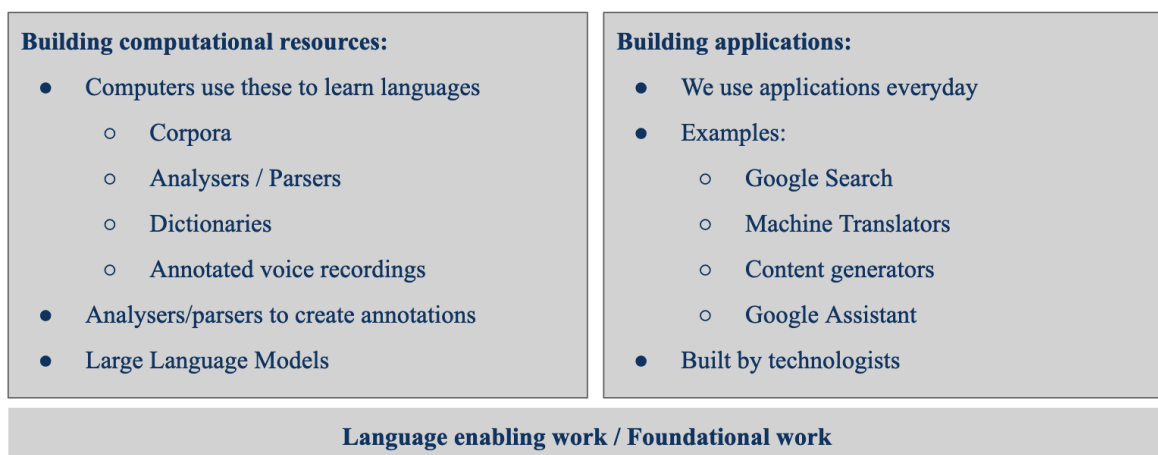 Building computational resources:
● Computers use these to learn languages
○ Corpora
○ Analysers / Parsers
○ Dictionaries
○ Annotated voice recordings
● Analysers/parsers to create annotations
● Large Language Models
Building applications:
● We use applications everyday
● Examples:
○ Google Search
○ Machine Translators
○ Content generators
○ Google Assistant
● Built by technologists
Language enabling work / Foundational work